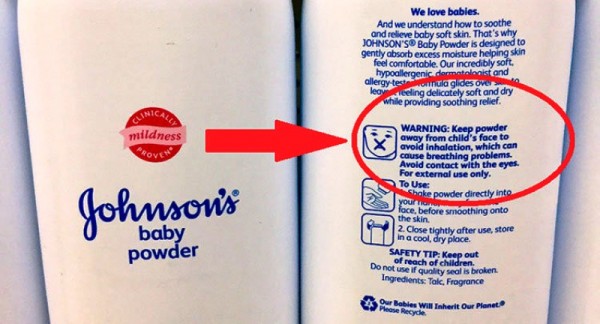 CLINICALLY
mildness
PROVEN
Johnson's®
baby
powder
We love babies.
And we understand how to soothe
and relieve baby soft skin. That's why
JOHNSON'S® Baby Powder is designed to
gently absorb excess moisture helping skin
feel comfortable. Our incredibly soft,
hypoallergenic, dermatologist and
allergy-tested formula glides over skin to
leave it feeling delicately soft and dry
while providing soothing relief.
WARNING: Keep powder
away from child's face to
avoid inhalation, which can
cause breathing problems.
Avoid contact with the eyes.
For external use only.
To Use:
1. Shake powder directly into
your hand, away from the
face, before smoothing onto
the skin.
2. Close tightly after use, store
in a cool, dry place.
SAFETY TIP: Keep out
of reach of children.
Do not use if quality seal is broken.
Ingredients: Talc, Fragrance
Our Babies Will Inherit Our Planet®
Please Recycle.